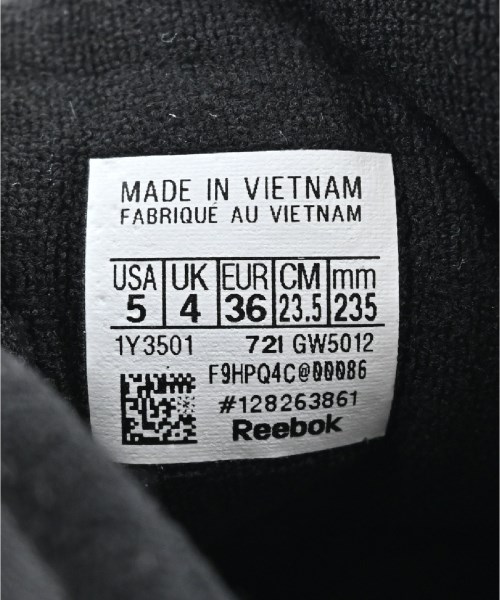 MADE IN VIETNAM
FABRIQUÉ AU VIETNAM
USA UK EUR CM mm
5 4 36 23.5 235
1Y3501 721 GW5012
F9HPQ4C@00086
#128263861
Reebok